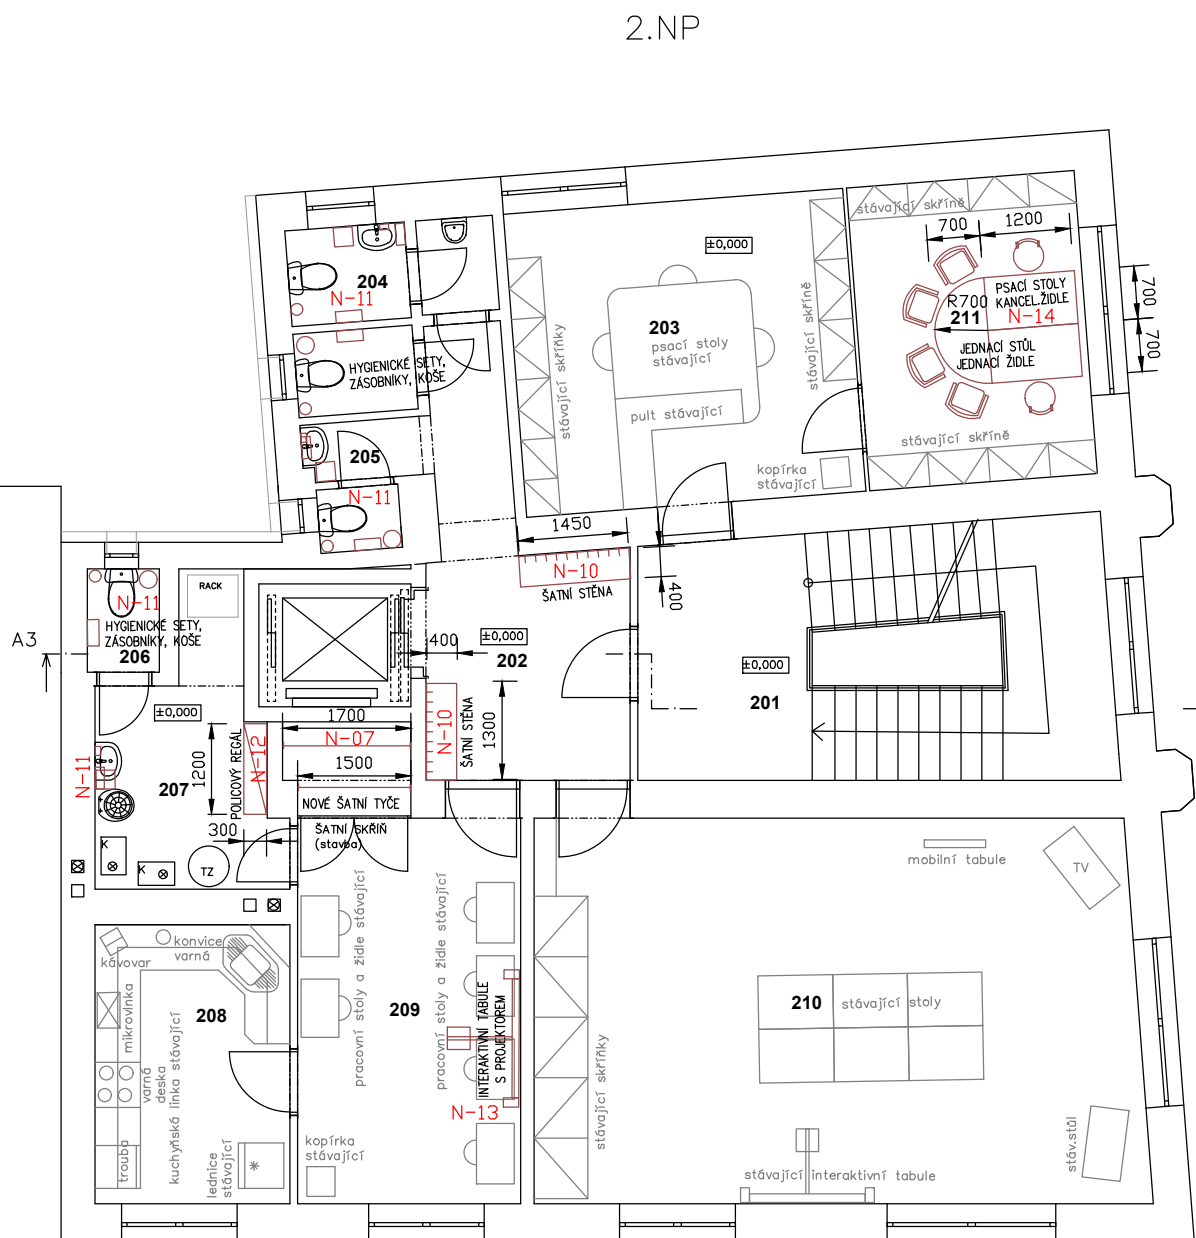 2.NP
stávající skříně
700
1200
±0,000
204
N-11
PSACÍ STOLY
KANCEL.ŽIDLE
R700
211
N-14
700
700
JEDNACÍ STŮL
JEDNACÍ ŽIDLE
stávající skříně
203
psací stoly
stávající
stávající skříňky
stávající skříně
pult stávající
kopírka
stávající
HYGIENICKÉ SETY,
ZÁSOBNÍKY, KOŠE
205
N-11
1450
N-10
ŠATNÍ STĚNA
400
RACK
N-11
HYGIENICKÉ SETY,
ZÁSOBNÍKY, KOŠE
206
A3
400
±0,000
202
±0,000
201
±0,000
1700
N-07
1500
NOVÉ ŠATNÍ TYČE
ŠATNÍ SKŘÍŇ
(stavba)
N-10
ŠATNÍ STĚNA
1300
N-11
207
1200
POLICOVÝ REGÁL
N-12
300
K
K
TZ
mobilní tabule
TV
kávovar
konvice
varná
mikrovlnka
208
varná
deska
kuchyňská linka stávající
trouba
lednice
stávající
pracovní stoly a židle stávající
pracovní stoly a židle stávající
209
INTERAKTIVNÍ TABULE
S PROJEKTOREM
N-13
kopírka
stávající
210
stávající stoly
stávající skříňky
stáv.stůl
stávající interaktivní tabule